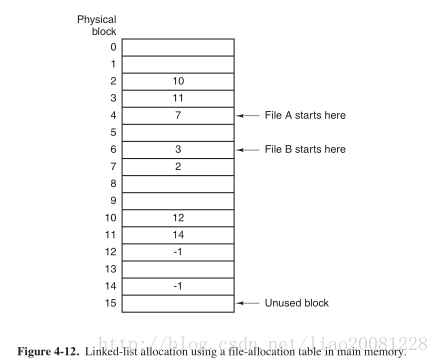 Physical
block
0
1
2 10
3 11
4 7 File A starts here
5
6 3 File B starts here
7 2
8
9
10 12
11 14
12 -1
13
14 -1
15 Unused block
http://blog.csdn.net/liao20081228
Figure 4-12. Linked-list allocation using a file-allocation table in main memory.